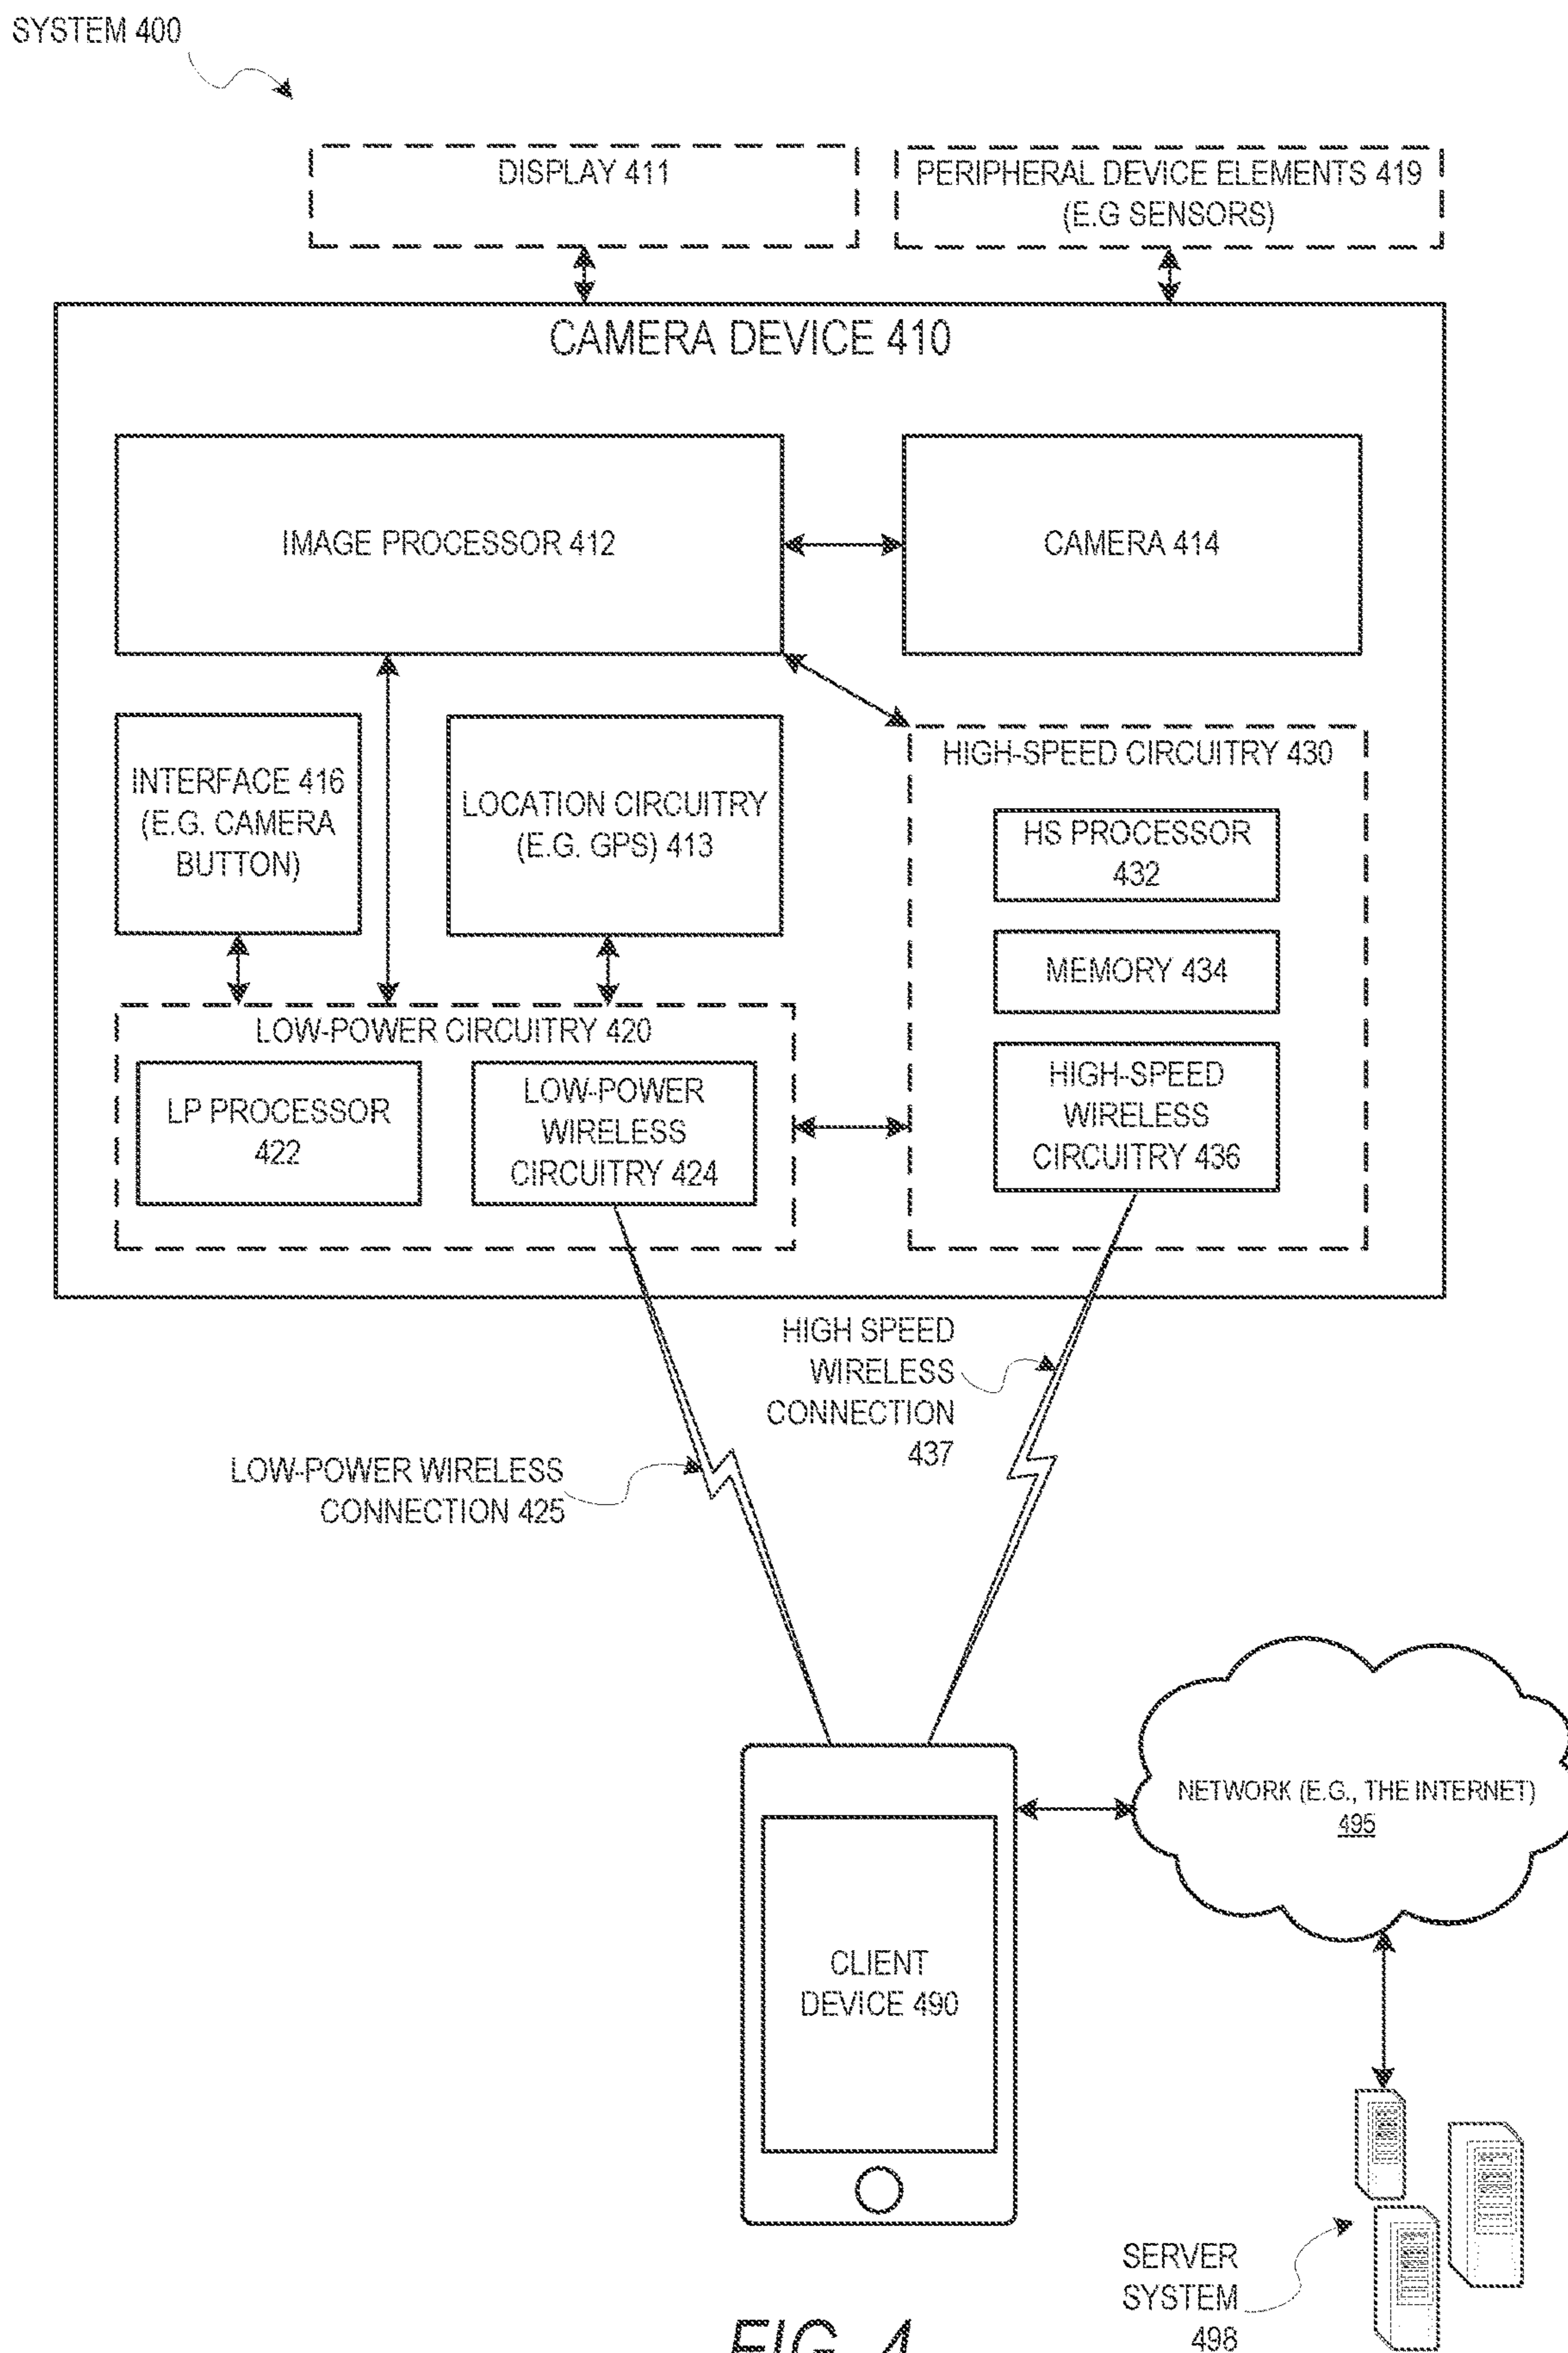 SYSTEM 400
DISPLAY 411
PERIPHERAL DEVICE ELEMENTS 419
(E.G SENSORS)
CAMERA DEVICE 410
IMAGE PROCESSOR 412
CAMERA 414
INTERFACE 416
(E.G. CAMERA
BUTTON)
LOCATION CIRCUITRY
(E.G. GPS) 413
HIGH-SPEED CIRCUITRY 430
HS PROCESSOR
432
MEMORY 434
HIGH-SPEED
WIRELESS
CIRCUITRY 436
LOW-POWER CIRCUITRY 420
LP PROCESSOR
422
LOW-POWER
WIRELESS
CIRCUITRY 424
HIGH SPEED
WIRELESS
CONNECTION
437
LOW-POWER WIRELESS
CONNECTION 425
NETWORK (E.G., THE INTERNET)
495
CLIENT
DEVICE 490
SERVER
SYSTEM
498
FIG. 4